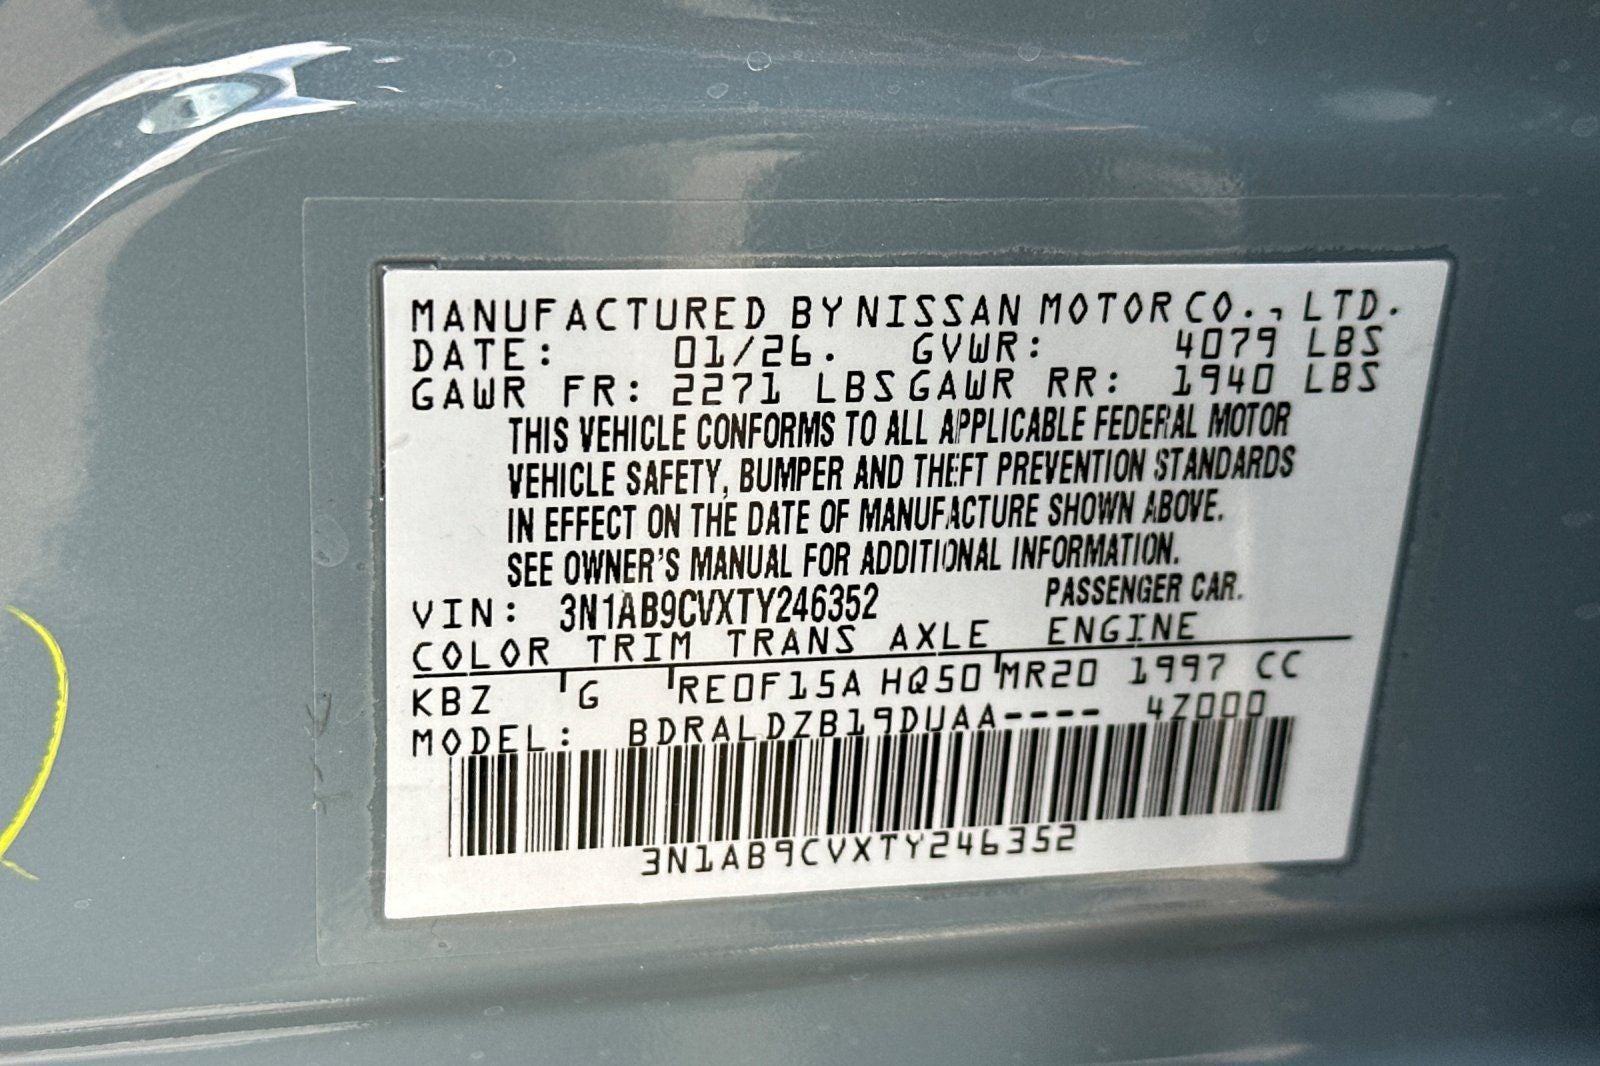 MANUFACTURED BY NISSAN MOTOR CO., LTD.
DATE: 01/26. GVWR: 4079 LBS
GAWR FR: 2271 LBS GAWR RR: 1940 LBS
THIS VEHICLE CONFORMS TO ALL APPLICABLE FEDERAL MOTOR
VEHICLE SAFETY, BUMPER AND THEFT PREVENTION STANDARDS
IN EFFECT ON THE DATE OF MANUFACTURE SHOWN ABOVE.
SEE OWNER'S MANUAL FOR ADDITIONAL INFORMATION.
VIN: 3N1AB9CVXTY246352 PASSENGER CAR.
COLOR TRIM TRANS AXLE ENGINE
KBZ G RE0F15A HQ50 MR20 1997 CC
MODEL: BDRALDZB19DUAA---- 4Z000
3N1AB9CVXTY246352